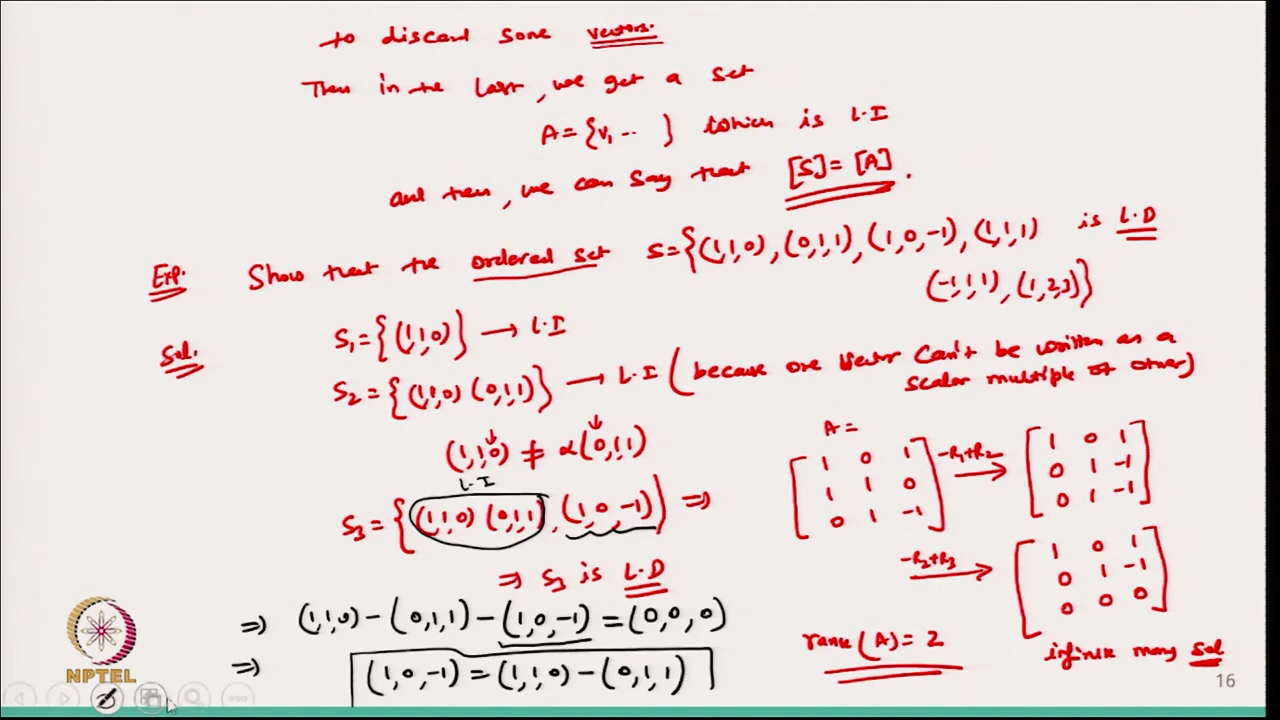 to discard some vectors.
Then in the last, we get a set
A = {v₁ ... } which is L.I
and then, we can say that [S] = [A].
Exp. Show that the ordered set S = {(1,1,0), (0,1,1), (1,0,-1), (1,1,1) is L.D
(-1,1,1), (1,2,3)}
Sol. S₁ = {(1,1,0)} → L.I
S₂ = {(1,1,0) (0,1,1)} → L.I (because one vector can't be written as a
scalar multiple of other)
(1,1,0) ≠ α(0,1,1)
L.I
S₃ = {(1,1,0) (0,1,1), (1,0,-1)} ⇒
A =
[1 0 1
1 1 0
0 1 -1]
-R₁+R₂ →
[1 0 1
0 1 -1
0 1 -1]
⇒ S₃ is L.D
-R₂+R₃ →
[1 0 1
0 1 -1
0 0 0]
⇒ (1,1,0) - (0,1,1) - (1,0,-1) = (0,0,0)
rank(A) = 2
infinite many sol
⇒ (1,0,-1) = (1,1,0) - (0,1,1)
NPTEL
16